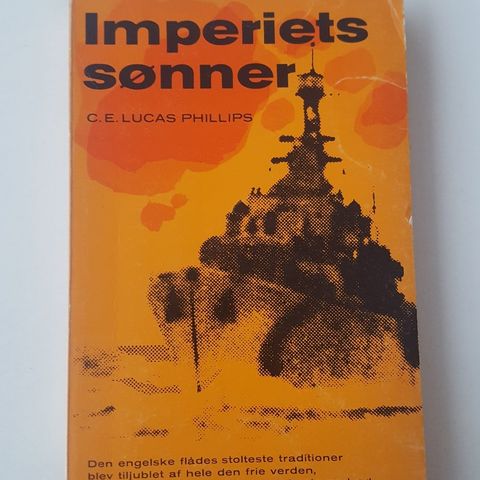 Imperiets
sønner
C. E. LUCAS PHILLIPS
Den engelske flådes stolteste traditioner
blev tiljublet af hele den frie verden,